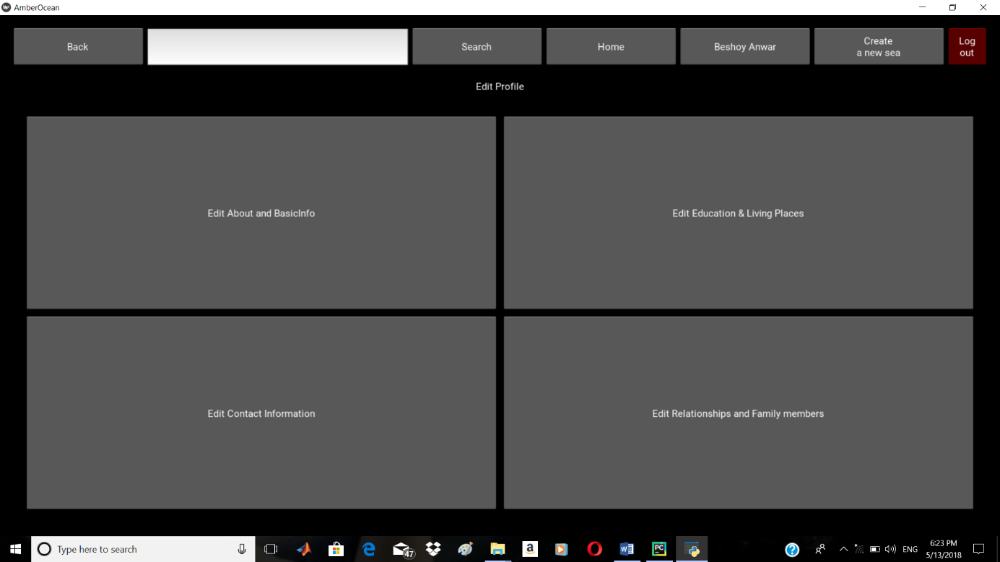 AmberOcean
Back
Search
Home
Beshoy Anwar
Create
a new sea
Log
out
Edit Profile
Edit About and BasicInfo
Edit Education & Living Places
Edit Contact Information
Edit Relationships and Family members
Type here to search
47
a
PC
ENG
6:23 PM
5/13/2018